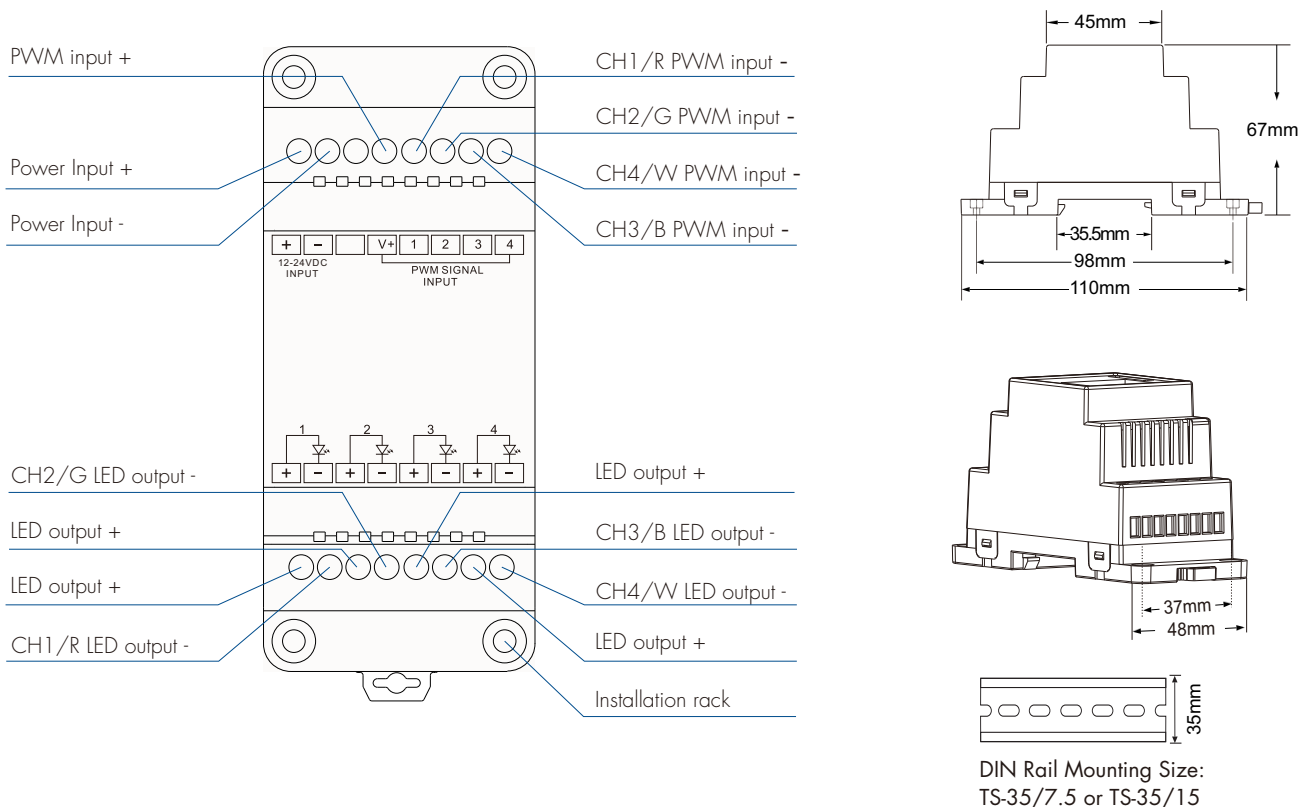 PWM input +
Power Input +
Power Input -
CH1/R PWM input -
CH2/G PWM input -
CH4/W PWM input -
CH3/B PWM input -
+ − V+ 1 2 3 4
12-24VDC
INPUT
PWM SIGNAL
INPUT
1 2 3 4
+ − + − + − + −
CH2/G LED output -
LED output +
LED output +
CH1/R LED output -
LED output +
CH3/B LED output -
CH4/W LED output -
LED output +
Installation rack
45mm
67mm
35.5mm
98mm
110mm
37mm
48mm
35mm
DIN Rail Mounting Size:
TS-35/7.5 or TS-35/15